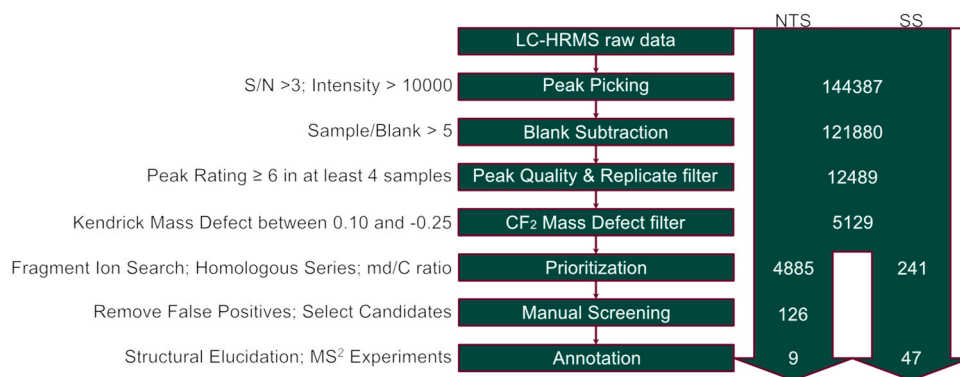 NTS SS
LC-HRMS raw data
S/N >3; Intensity > 10000 Peak Picking 144387
Sample/Blank > 5 Blank Subtraction 121880
Peak Rating ≥ 6 in at least 4 samples Peak Quality & Replicate filter 12489
Kendrick Mass Defect between 0.10 and -0.25 CF₂ Mass Defect filter 5129
Fragment Ion Search; Homologous Series; md/C ratio Prioritization 4885 241
Remove False Positives; Select Candidates Manual Screening 126
Structural Elucidation; MS² Experiments Annotation 9 47